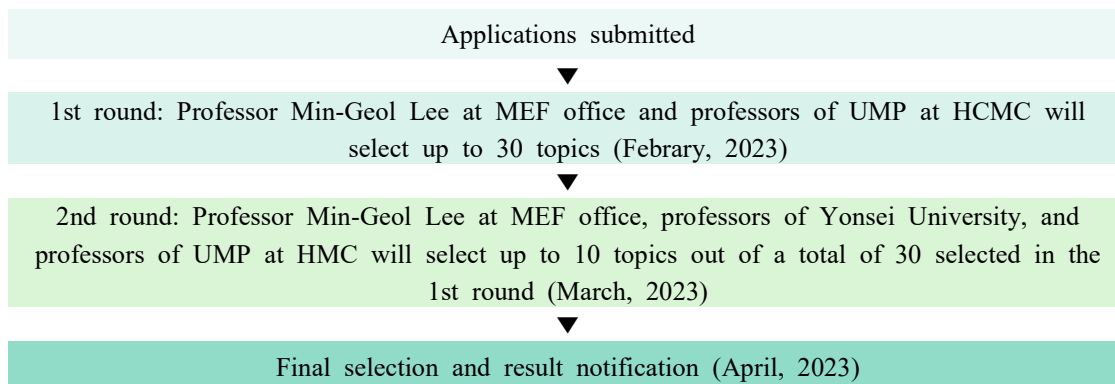 Applications submitted
1st round: Professor Min-Geol Lee at MEF office and professors of UMP at HCMC will
select up to 30 topics (Febrary, 2023)
2nd round: Professor Min-Geol Lee at MEF office, professors of Yonsei University, and
professors of UMP at HMC will select up to 10 topics out of a total of 30 selected in the
1st round (March, 2023)
Final selection and result notification (April, 2023)